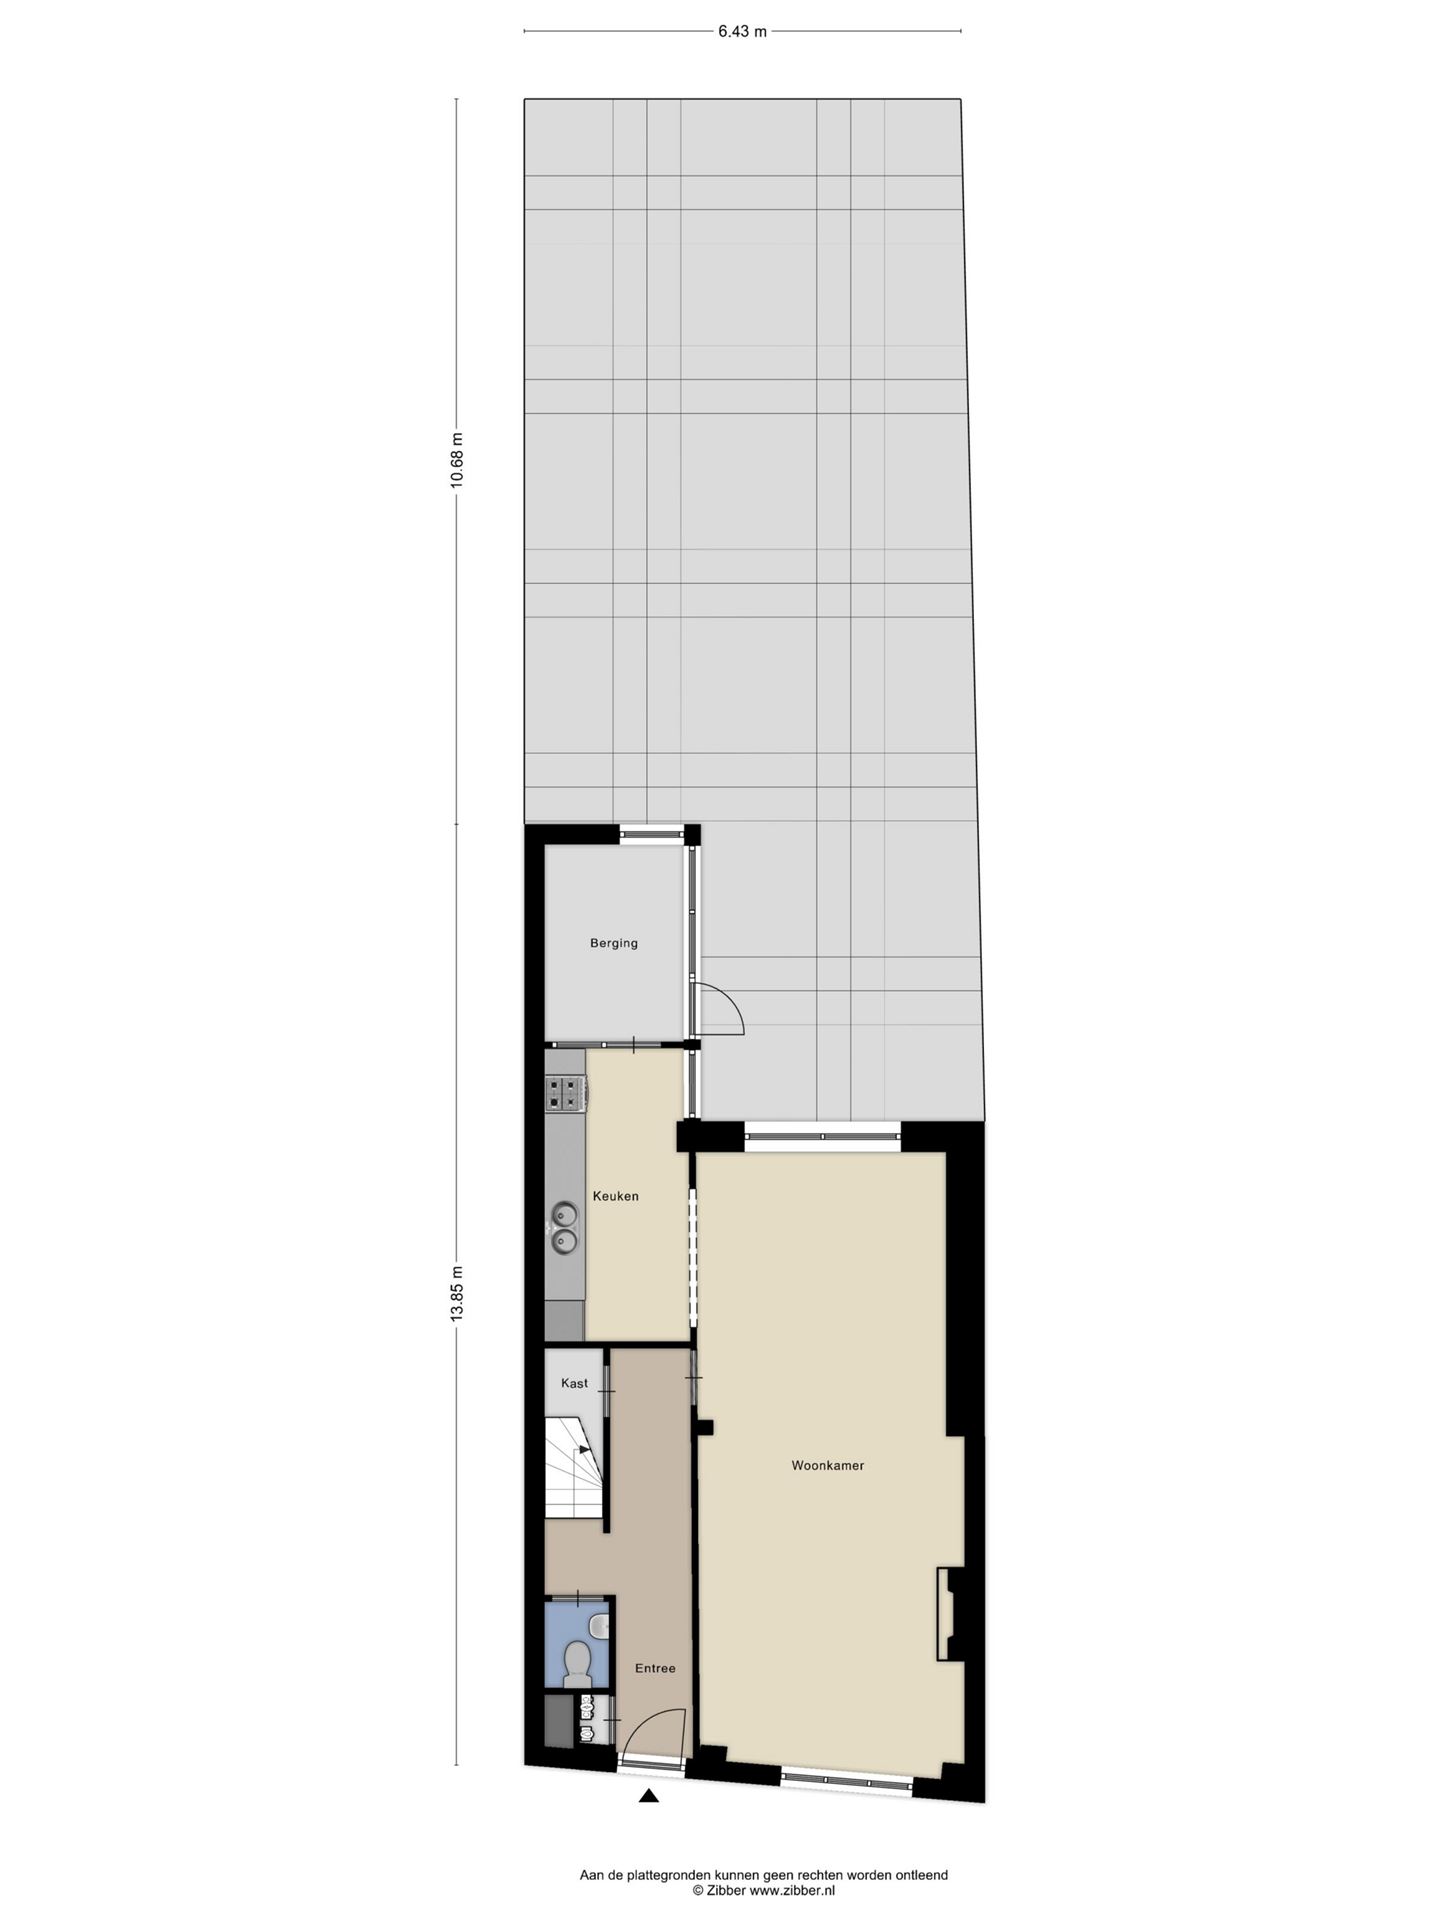 6.43 m
10.68 m
Berging
Keuken
13.85 m
Kast
Woonkamer
Entree
Aan de plattegronden kunnen geen rechten worden ontleend
© Zibber www.zibber.nl